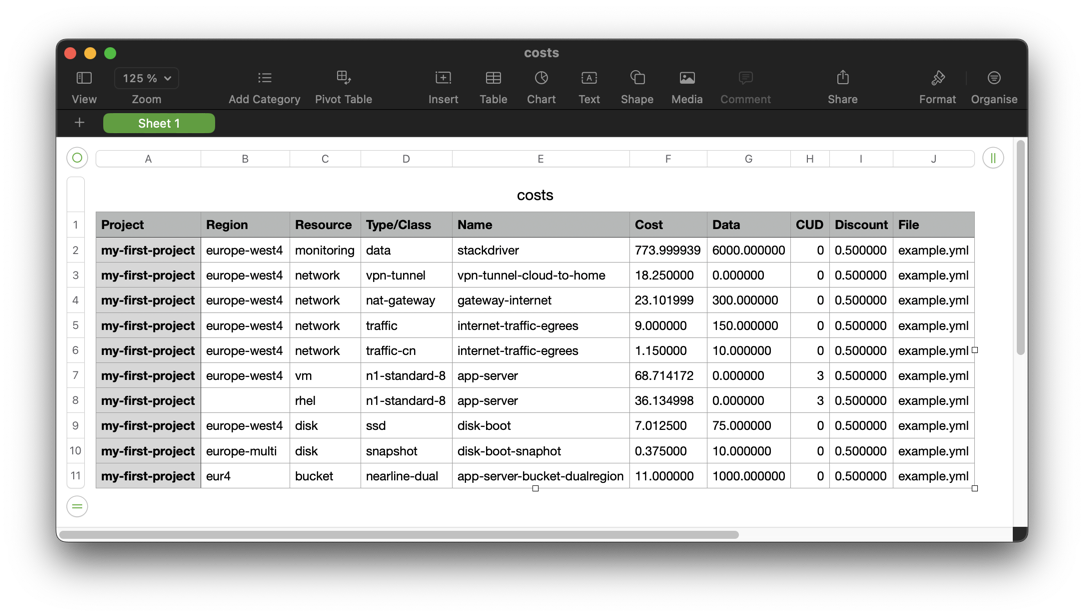 costs
125 %
View Zoom Add Category Pivot Table Insert Table Chart Text Shape Media Comment Share Format Organise
+ Sheet 1
A B C D E F G H I J
costs
1 Project Region Resource Type/Class Name Cost Data CUD Discount File
2 my-first-project europe-west4 monitoring data stackdriver 773.999939 6000.000000 0 0.500000 example.yml
3 my-first-project europe-west4 network vpn-tunnel vpn-tunnel-cloud-to-home 18.250000 0.000000 0 0.500000 example.yml
4 my-first-project europe-west4 network nat-gateway gateway-internet 23.101999 300.000000 0 0.500000 example.yml
5 my-first-project europe-west4 network traffic internet-traffic-egrees 9.000000 150.000000 0 0.500000 example.yml
6 my-first-project europe-west4 network traffic-cn internet-traffic-egrees 1.150000 10.000000 0 0.500000 example.yml
7 my-first-project europe-west4 vm n1-standard-8 app-server 68.714172 0.000000 3 0.500000 example.yml
8 my-first-project rhel n1-standard-8 app-server 36.134998 0.000000 3 0.500000 example.yml
9 my-first-project europe-west4 disk ssd disk-boot 7.012500 75.000000 0 0.500000 example.yml
10 my-first-project europe-multi disk snapshot disk-boot-snaphot 0.375000 10.000000 0 0.500000 example.yml
11 my-first-project eur4 bucket nearline-dual app-server-bucket-dualregion 11.000000 1000.000000 0 0.500000 example.yml